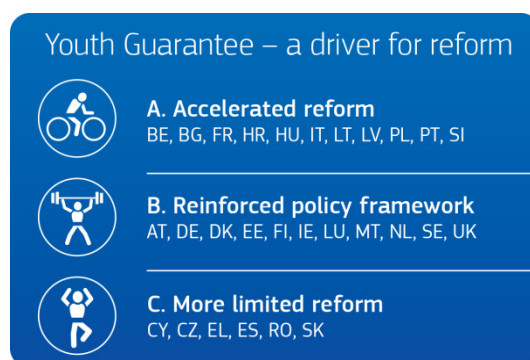 Youth Guarantee – a driver for reform
A. Accelerated reform
BE, BG, FR, HR, HU, IT, LT, LV, PL, PT, SI
B. Reinforced policy framework
AT, DE, DK, EE, FI, IE, LU, MT, NL, SE, UK
C. More limited reform
CY, CZ, EL, ES, RO, SK